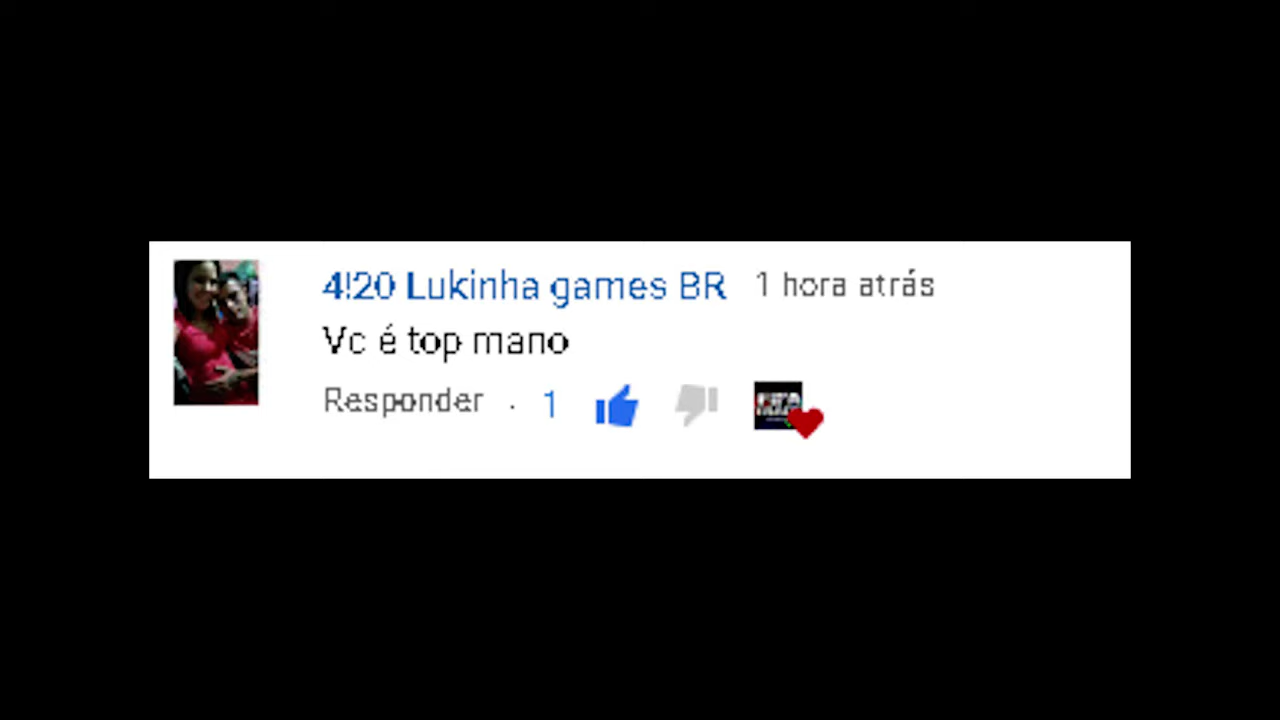 4!20 Lukinha games BR 1 hora atrás
Vc é top mano
Responder · 1